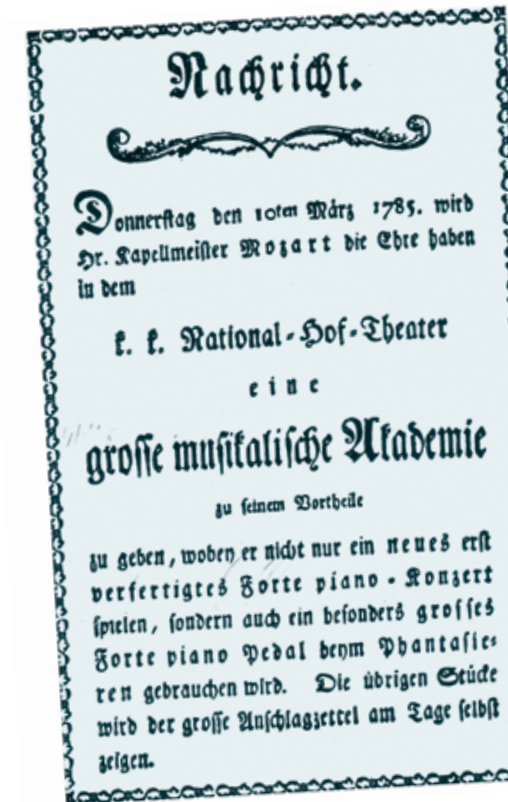 Nachricht.
Donnerstag den 10ten März 1785. wird
Hr. Kapellmeister Mozart die Ehre haben
in dem
k. k. National-Hof-Theater
eine
grosse musikalische Akademie
zu seinem Vortheile
zu geben, wobey er nicht nur ein neues erst
verfertigtes Forte piano-Konzert
spielen, sondern auch ein besonders grosses
Forte piano Pedal beym Phantasie-
ren gebrauchen wird. Die übrigen Stücke
wird der grosse Anschlagzettel am Tage selbst
zeigen.